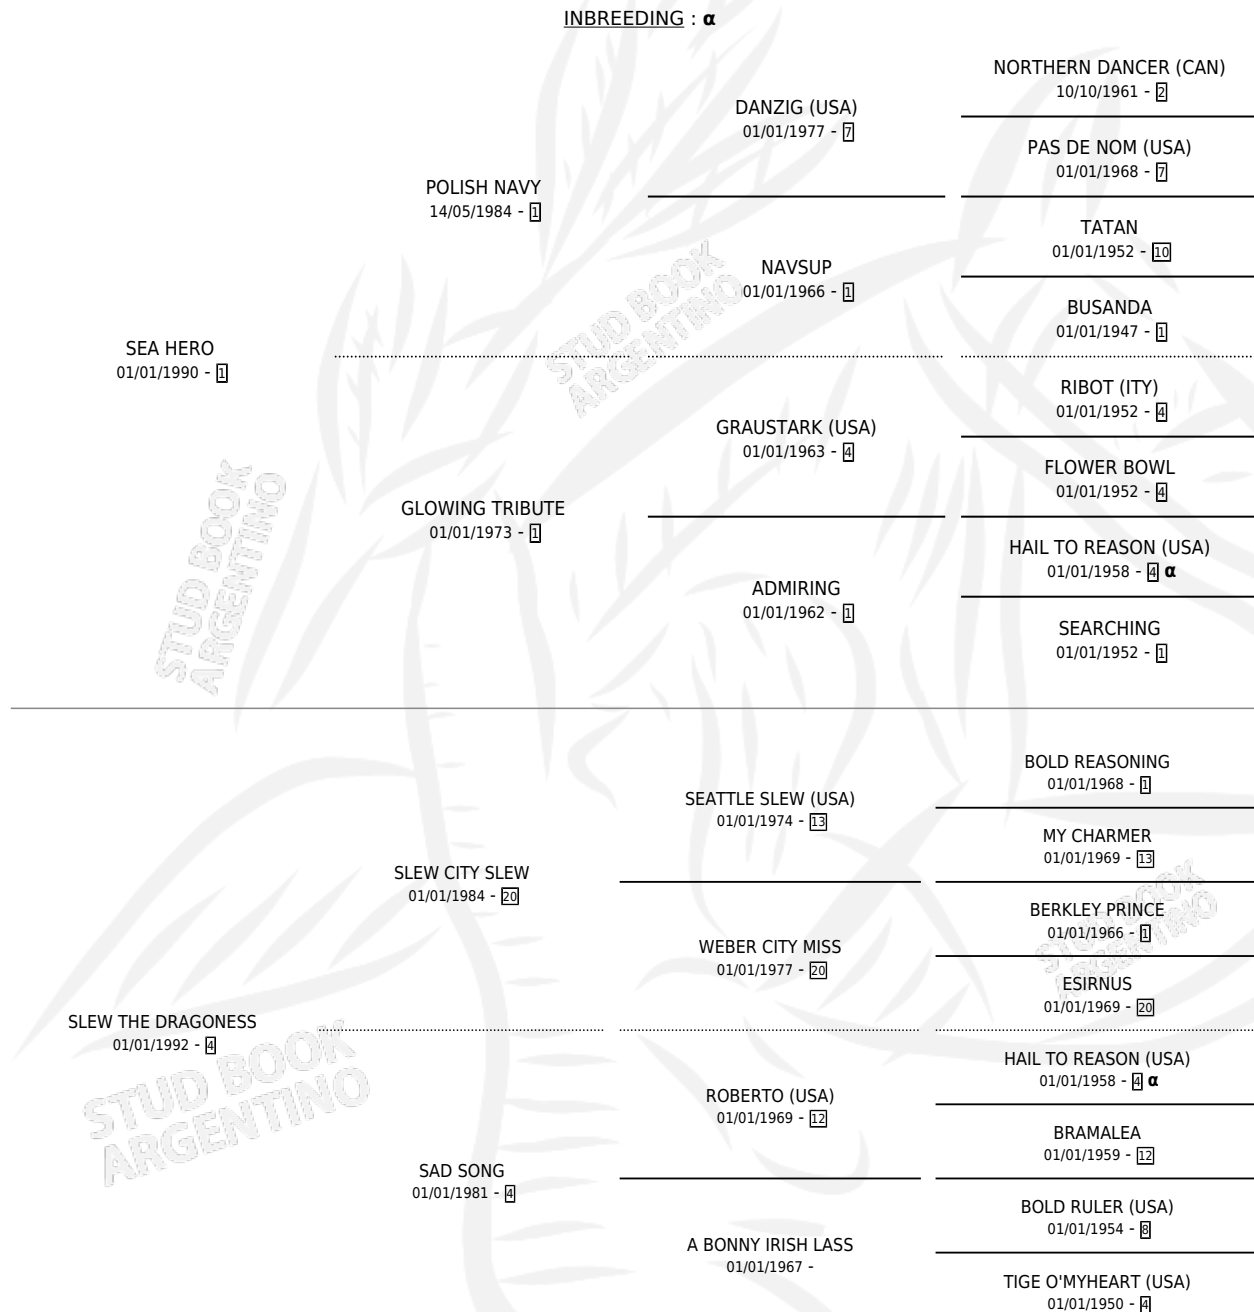 INBREEDING : α
NORTHERN DANCER (CAN)
10/10/1961 - 2
DANZIG (USA)
01/01/1977 - 7
PAS DE NOM (USA)
01/01/1968 - 7
POLISH NAVY
14/05/1984 - 1
TATAN
01/01/1952 - 10
NAVSUP
01/01/1966 - 1
BUSANDA
01/01/1947 - 1
SEA HERO
01/01/1990 - 1
RIBOT (ITY)
01/01/1952 - 4
GRAUSTARK (USA)
01/01/1963 - 4
FLOWER BOWL
01/01/1952 - 4
GLOWING TRIBUTE
01/01/1973 - 1
HAIL TO REASON (USA)
01/01/1958 - 4 α
ADMIRING
01/01/1962 - 1
SEARCHING
01/01/1952 - 1
BOLD REASONING
01/01/1968 - 1
SEATTLE SLEW (USA)
01/01/1974 - 13
MY CHARMER
01/01/1969 - 13
SLEW CITY SLEW
01/01/1984 - 20
BERKLEY PRINCE
01/01/1966 - 1
WEBER CITY MISS
01/01/1977 - 20
ESIRNUS
01/01/1969 - 20
SLEW THE DRAGONESS
01/01/1992 - 4
HAIL TO REASON (USA)
01/01/1958 - 4 α
ROBERTO (USA)
01/01/1969 - 12
BRAMALEA
01/01/1959 - 12
SAD SONG
01/01/1981 - 4
BOLD RULER (USA)
01/01/1954 - 8
A BONNY IRISH LASS
01/01/1967 -
TIGE O'MYHEART (USA)
01/01/1950 - 4
STUD BOOK
ARGENTINO
STUD BOOK
ARGENTINO
STUD BOOK
ARGENTINO
STUD BOOK
ARGENTINO